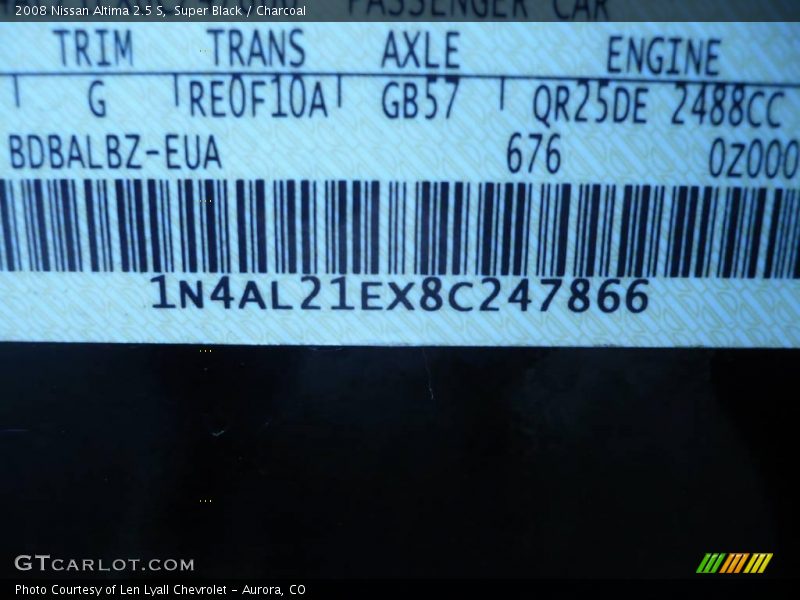 2008 Nissan Altima 2.5 S, Super Black / Charcoal
PASSENGER CAR
TRIM TRANS AXLE ENGINE
G RE0F10A GB57 QR25DE 2488CC
BDBALBZ-EUA 676 0Z000
1N4AL21EX8C247866
GTCARLOT.COM
Photo Courtesy of Len Lyall Chevrolet - Aurora, CO